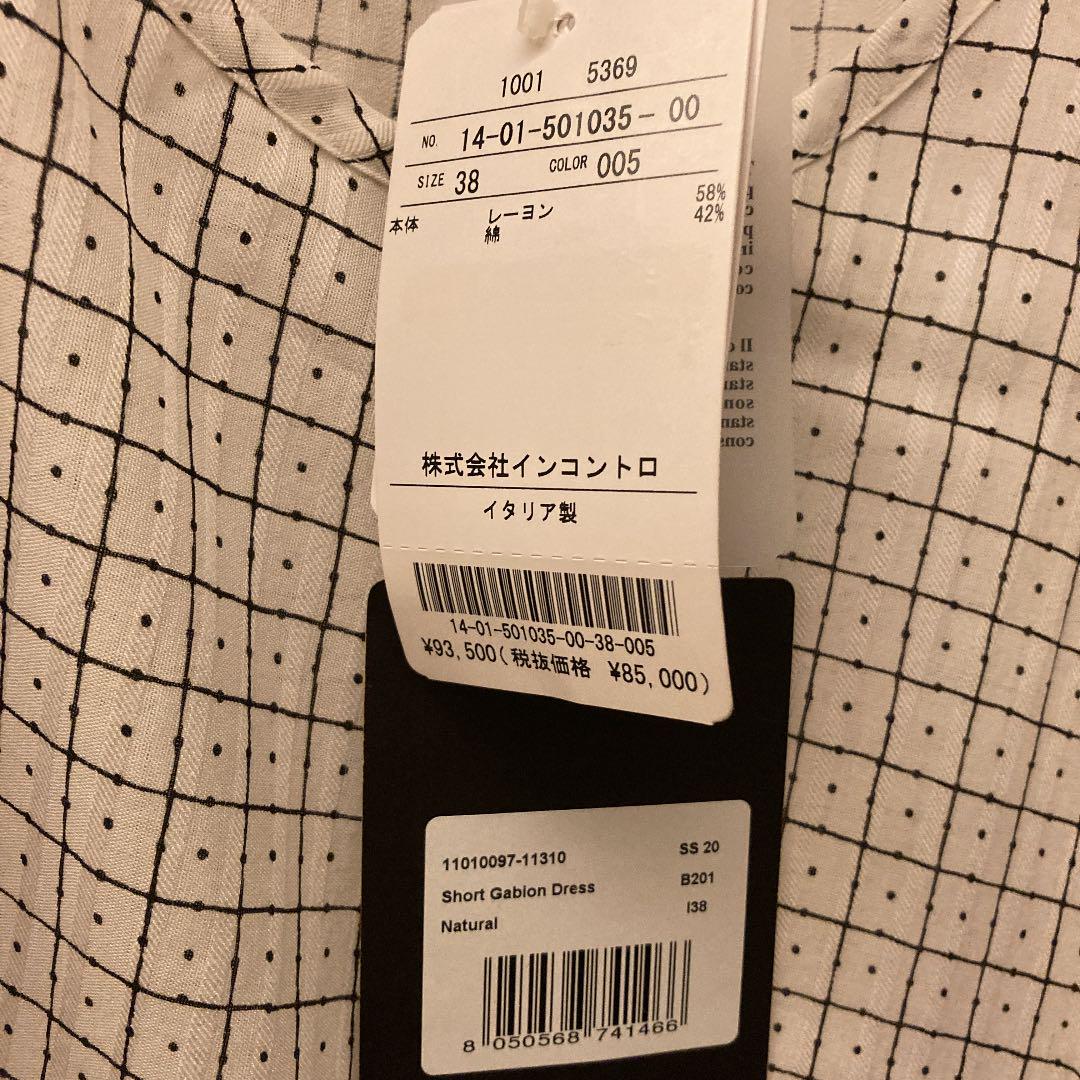 1001 5369
NO. 14-01-501035- 00
SIZE 38 COLOR 005
本体 レーヨン 58%
綿 42%
株式会社インコントロ
イタリア製
14-01-501035-00-38-005
¥93,500(税抜価格 ¥85,000)
11010097-11310 SS 20
Short Gabion Dress B201
Natural I38
8 050568 741466